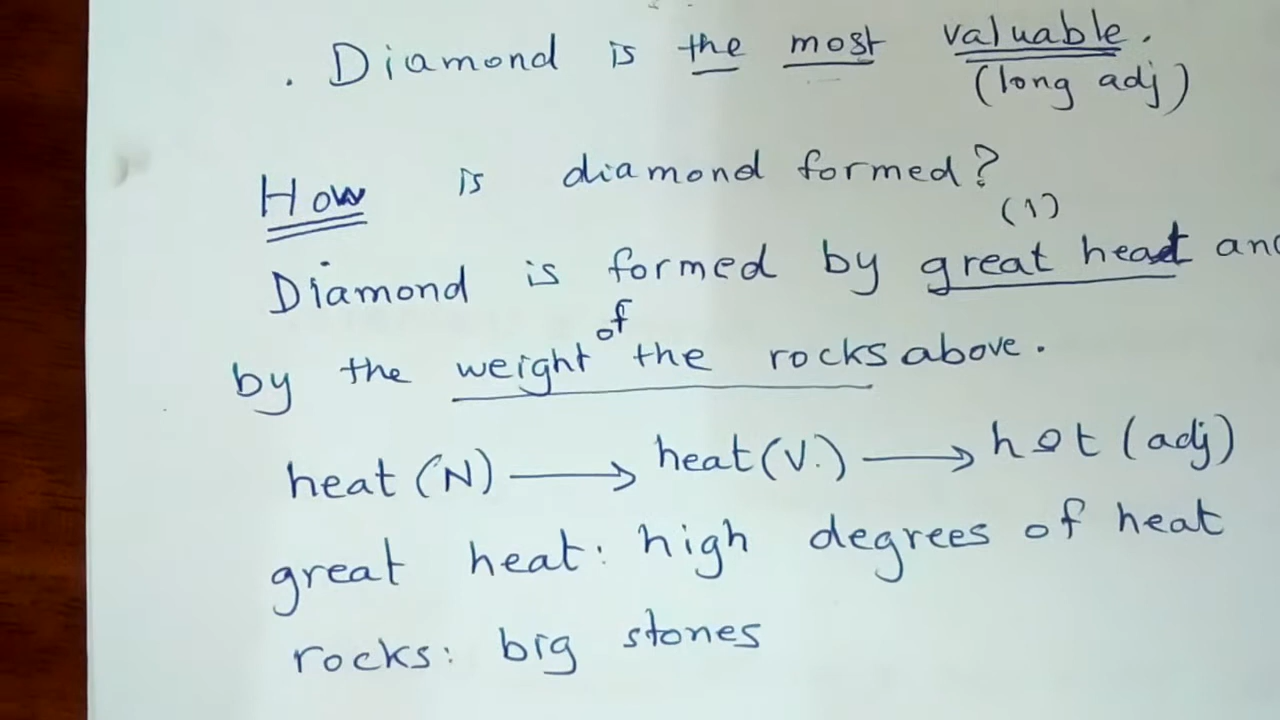 . Diamond is the most valuable.
(long adj)
How is diamond formed?
(1)
Diamond is formed by great heat and
by the weight of the rocks above.
heat (N) → heat (V.) → hot (adj)
great heat: high degrees of heat
rocks: big stones